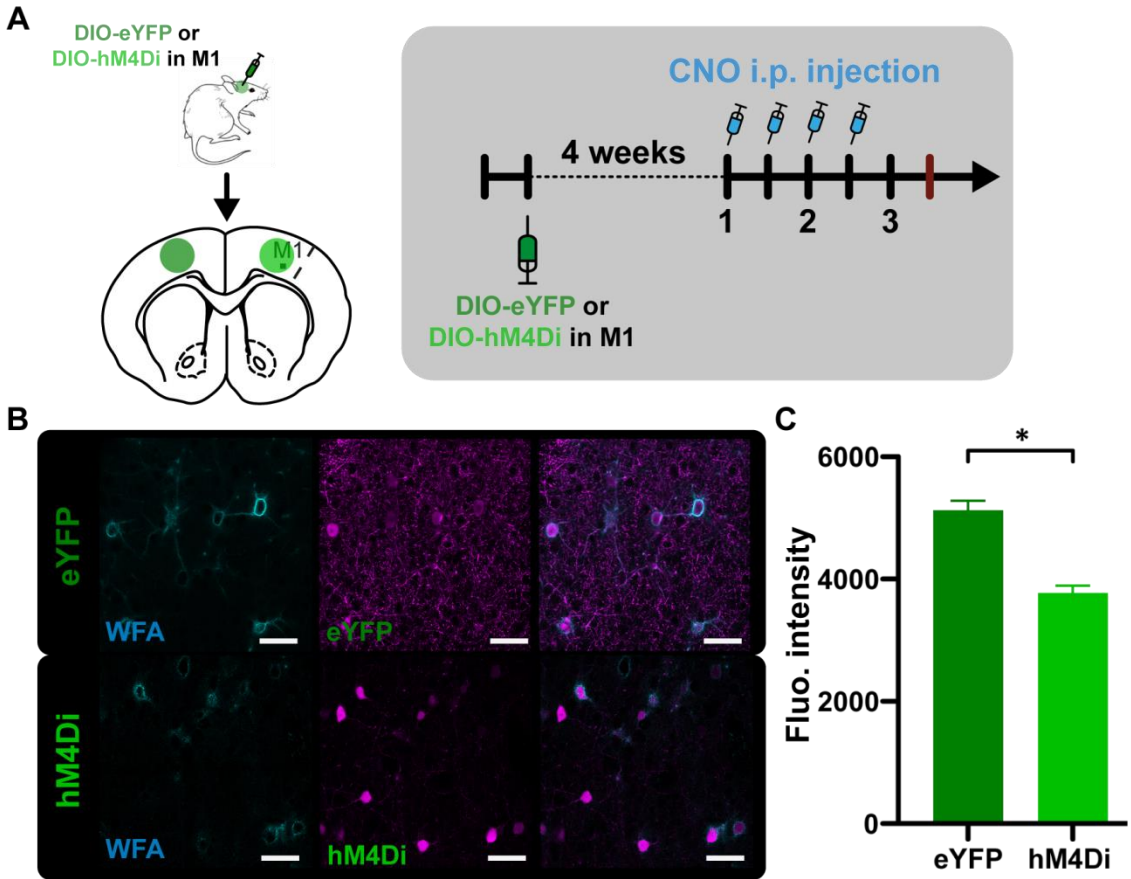 A
DIO-eYFP or
DIO-hM4Di in M1
M1
CNO i.p. injection
4 weeks
1 2 3
DIO-eYFP or
DIO-hM4Di in M1
B
eYFP
WFA
eYFP
hM4Di
WFA
hM4Di
C
*
Fluo. intensity
6000
4000
2000
0
eYFP hM4Di